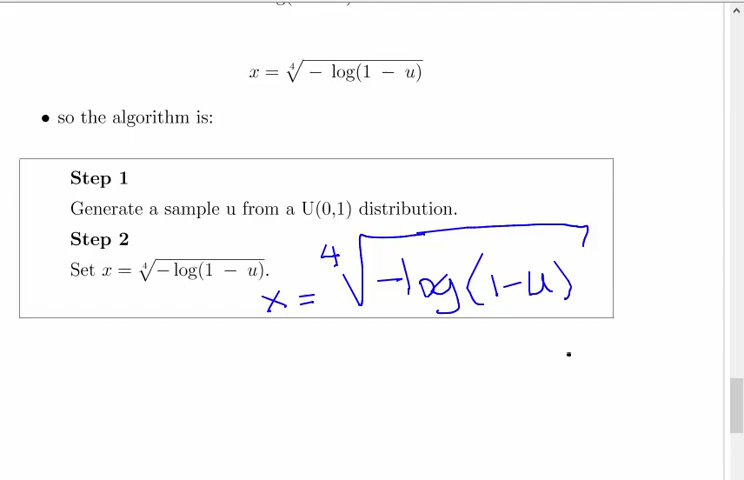 x = ∜− log(1 − u)
• so the algorithm is:
Step 1
Generate a sample u from a U(0,1) distribution.
Step 2
Set x = ∜−log(1 − u).
x = ∜-log(1-u)